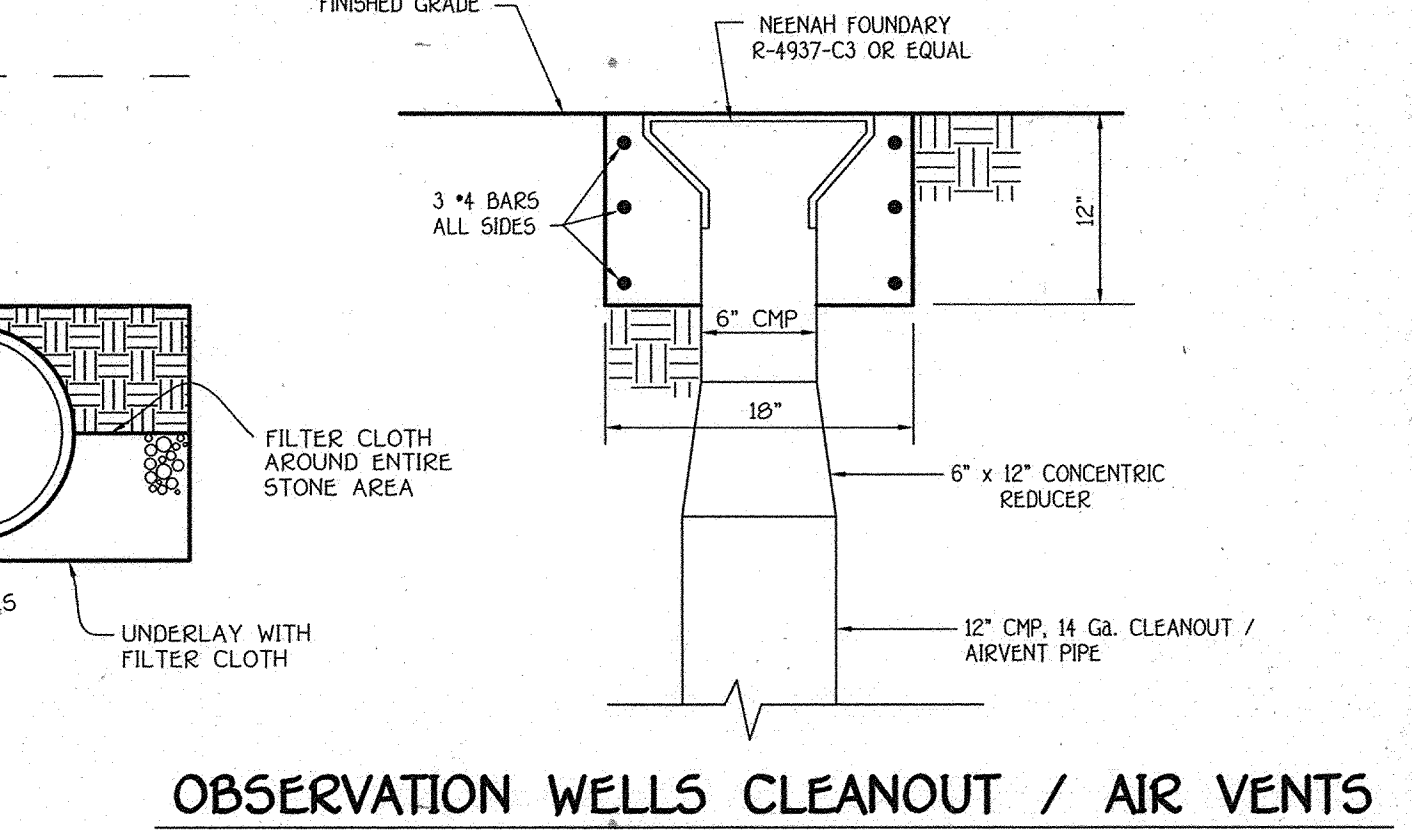 FINISHED GRADE
NEENAH FOUNDARY
R-4937-C3 OR EQUAL
3 #4 BARS
ALL SIDES
12"
6" CMP
18"
FILTER CLOTH
AROUND ENTIRE
STONE AREA
6" x 12" CONCENTRIC
REDUCER
UNDERLAY WITH
FILTER CLOTH
12" CMP, 14 Ga. CLEANOUT /
AIRVENT PIPE
OBSERVATION WELLS CLEANOUT / AIR VENTS